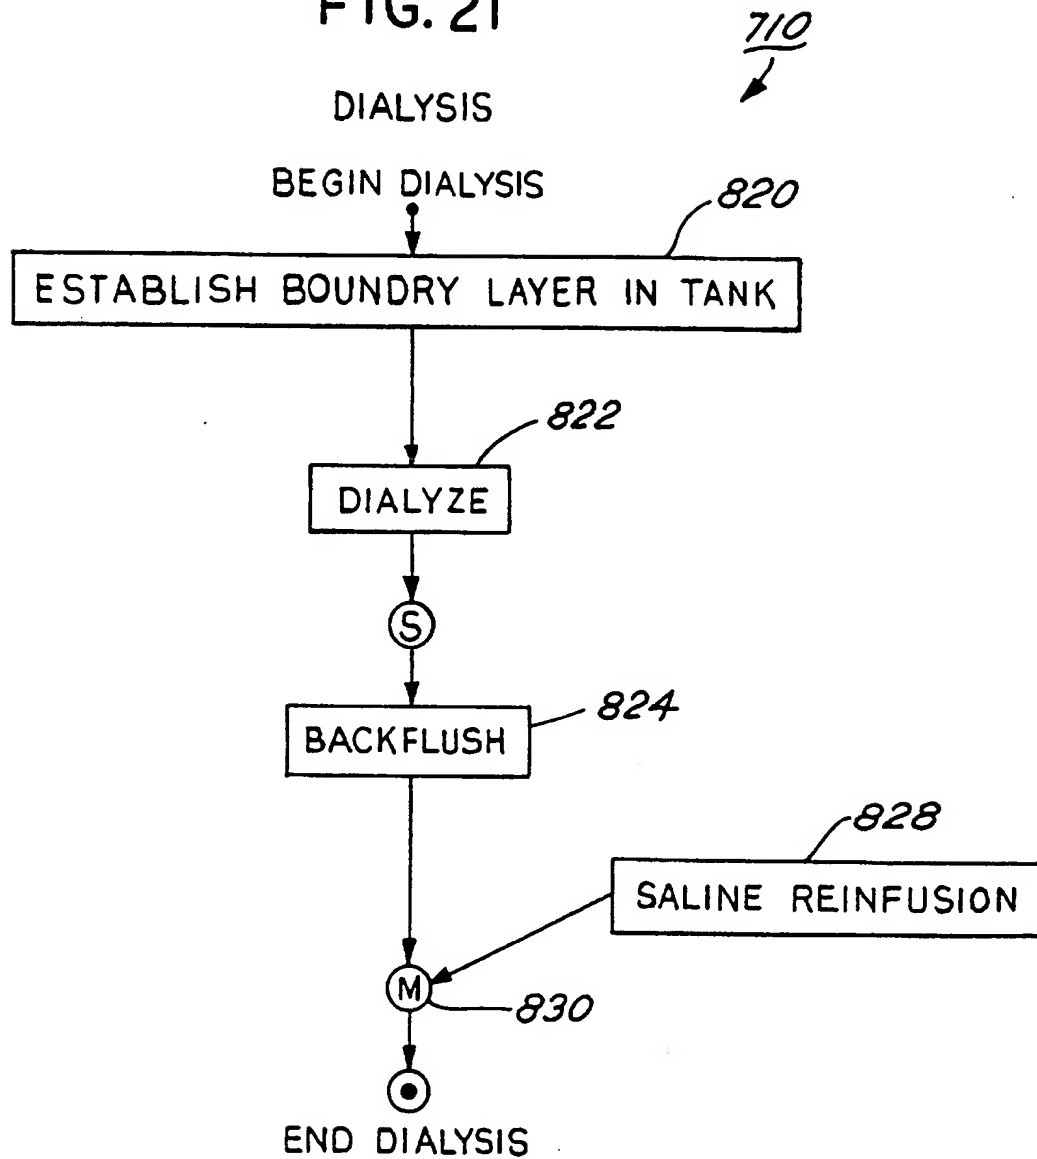 FIG. 21
710
DIALYSIS
BEGIN DIALYSIS
820
ESTABLISH BOUNDRY LAYER IN TANK
822
DIALYZE
S
824
BACKFLUSH
828
SALINE REINFUSION
M
830
END DIALYSIS